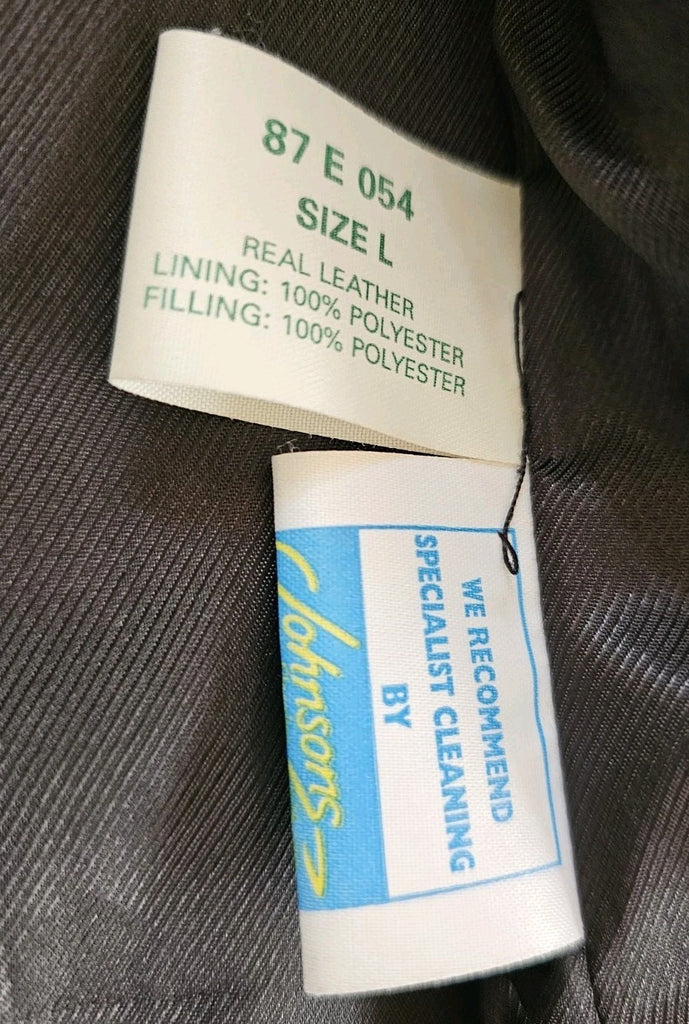 87 E 054
SIZE L
REAL LEATHER
LINING: 100% POLYESTER
FILLING: 100% POLYESTER
WE RECOMMEND
SPECIALIST CLEANING
BY
Johnsons